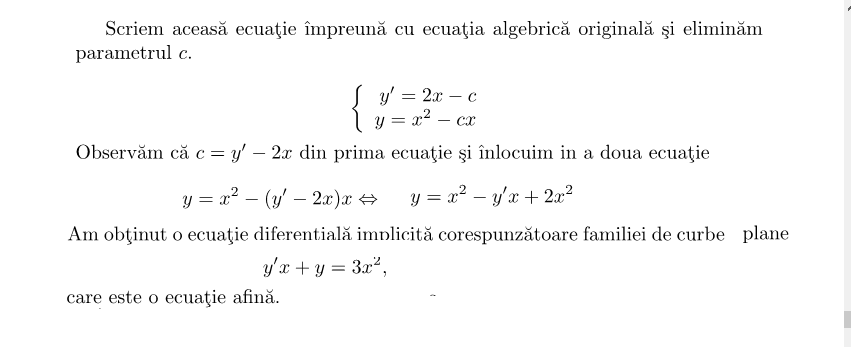 Scriem aceasă ecuaţie împreună cu ecuaţia algebrică originală şi eliminăm
parametrul c.
{ y′ = 2x − c
y = x² − cx
Observăm că c = y′ − 2x din prima ecuaţie şi înlocuim in a doua ecuaţie
y = x² − (y′ − 2x)x ⇔ y = x² − y′x + 2x²
Am obţinut o ecuaţie diferentială implicită corespunzătoare familiei de curbe plane
y′x + y = 3x²,
care este o ecuaţie afină.